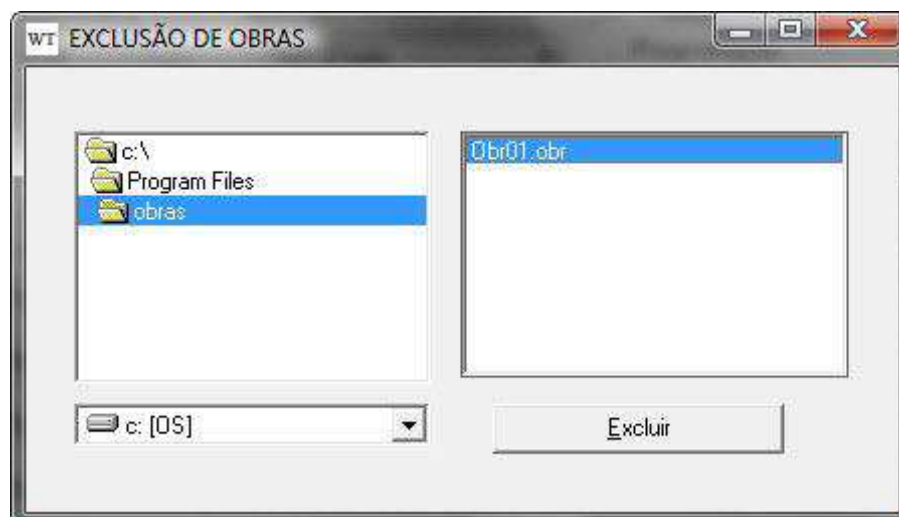 WT EXCLUSÃO DE OBRAS
c:\
Program Files
obras
Obr01.obr
c: [OS]
Excluir